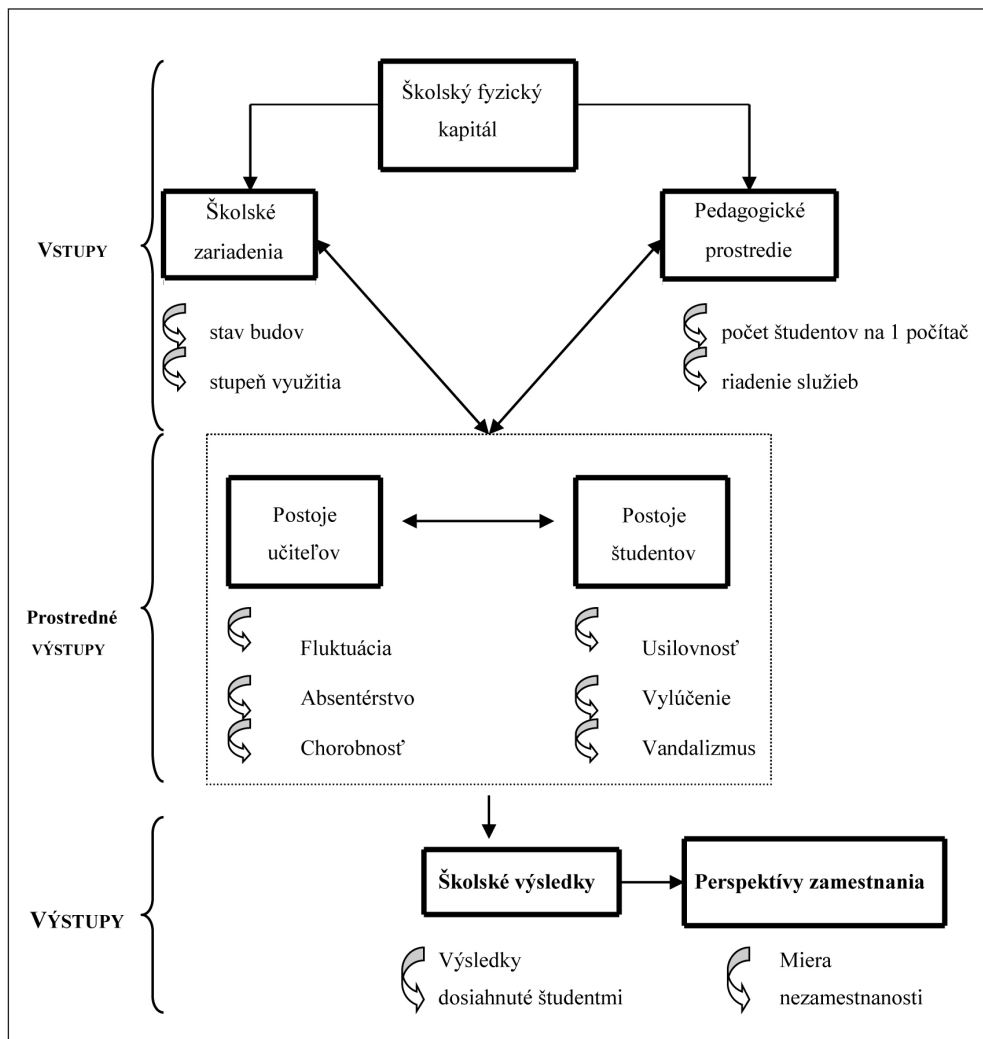 Školský fyzický
kapitál
Školské
zariadenia
Pedagogické
prostredie
VSTUPY
stav budov
stupeň využitia
počet študentov na 1 počítač
riadenie služieb
Postoje
učiteľov
Postoje
študentov
Prostredné
VÝSTUPY
Fluktuácia
Absentérstvo
Chorobnosť
Usilovnosť
Vylúčenie
Vandalizmus
VÝSTUPY
Školské výsledky
Perspektívy zamestnania
Výsledky
dosiahnuté študentmi
Miera
nezamestnanosti